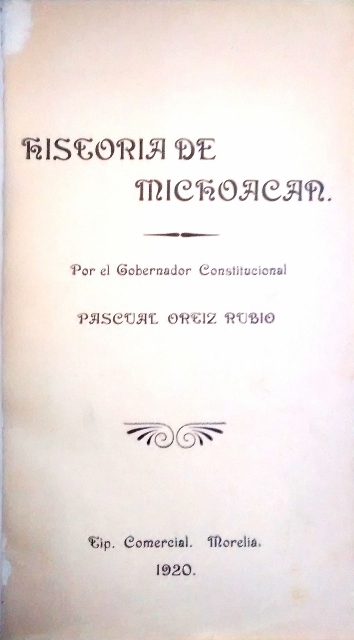 HISTORIA DE
MICHOACAN.
Por el Gobernador Constitucional
PASCUAL ORTIZ RUBIO
Tip. Comercial. Morelia.
1920.